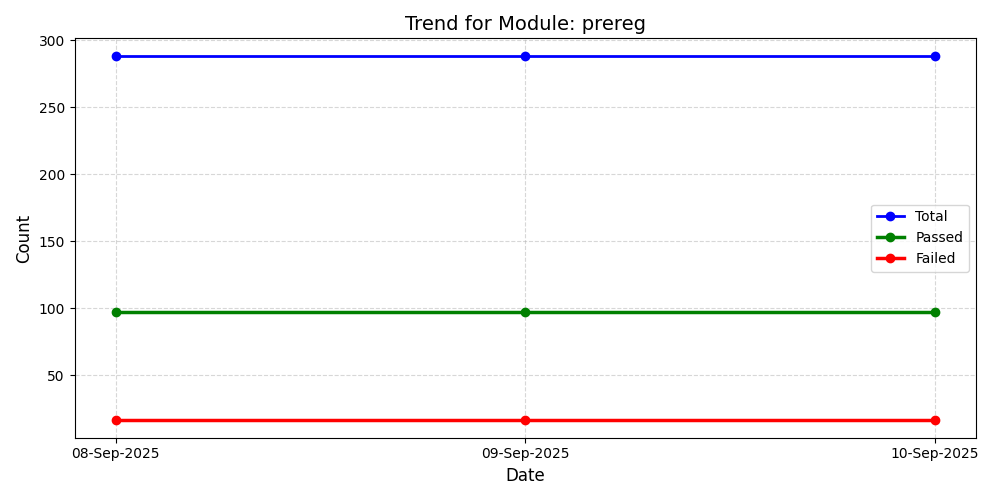 Trend for Module: prereg
300
250
200
150
100
50
Count
Total
Passed
Failed
08-Sep-2025
09-Sep-2025
10-Sep-2025
Date